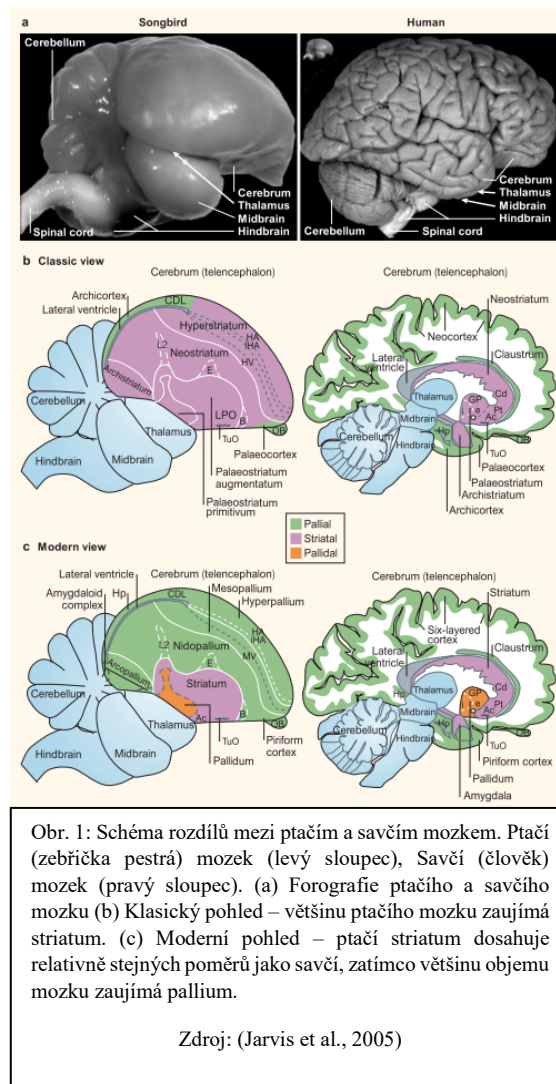 a
Songbird
Human
Cerebellum
Cerebrum
Thalamus
Midbrain
Hindbrain
Spinal cord
Cerebrum
Thalamus
Midbrain
Hindbrain
Cerebellum
Spinal cord
b Classic view
Cerebrum (telencephalon)
Archicortex
Lateral ventricle
CDL
Hyperstriatum
HA
IHA
HV
L2
Neostriatum
E
Archistriatum
LPO
B
Cerebellum
Thalamus
TuO
OB
Palaeocortex
Hindbrain
Midbrain
Palaeostriatum
augmentatum
Palaeostriatum
primitivum
Cerebrum (telencephalon)
Neostriatum
Neocortex
Claustrum
Lateral
ventricle
Thalamus
Cd
GP
Pt
Ac
Midbrain
Cerebellum
Hindbrain
Hp
OB
TuO
Palaeocortex
Palaeostriatum
Archistriatum
Archicortex
Pallial
Striatal
Pallidal
c Modern view
Lateral ventricle
Amygdaloid
complex
Hp
Cerebrum (telencephalon)
Mesopallium
Hyperpallium
CDL
HA
IHA
MV
L2
Nidopallium
E
Arcopallium
Striatum
B
Cerebellum
Thalamus
Ac
TuO
OB
Piriform
cortex
Hindbrain
Midbrain
Pallidum
Cerebrum (telencephalon)
Striatum
Six-layered
cortex
Claustrum
Lateral
ventricle
Hp
Thalamus
Cd
GP
Pt
Ac
Midbrain
Cerebellum
Hindbrain
Hp
OB
TuO
Piriform cortex
Pallidum
Amygdala
Obr. 1: Schéma rozdílů mezi ptačím a savčím mozkem. Ptačí
(zebřička pestrá) mozek (levý sloupec), Savčí (člověk)
mozek (pravý sloupec). (a) Forografie ptačího a savčího
mozku (b) Klasický pohled – většinu ptačího mozku zaujímá
striatum. (c) Moderní pohled – ptačí striatum dosahuje
relativně stejných poměrů jako savčí, zatímco většinu objemu
mozku zaujímá pallium.
Zdroj: (Jarvis et al., 2005)